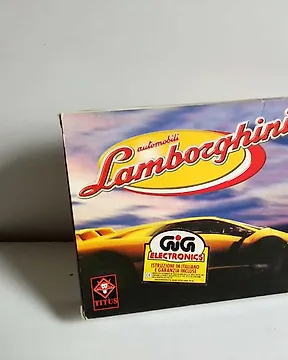 automobili
Lamborghini
GIG
ELECTRONICS
ISTRUZIONI IN ITALIANO
E GARANZIA INCLUSE
TITUS